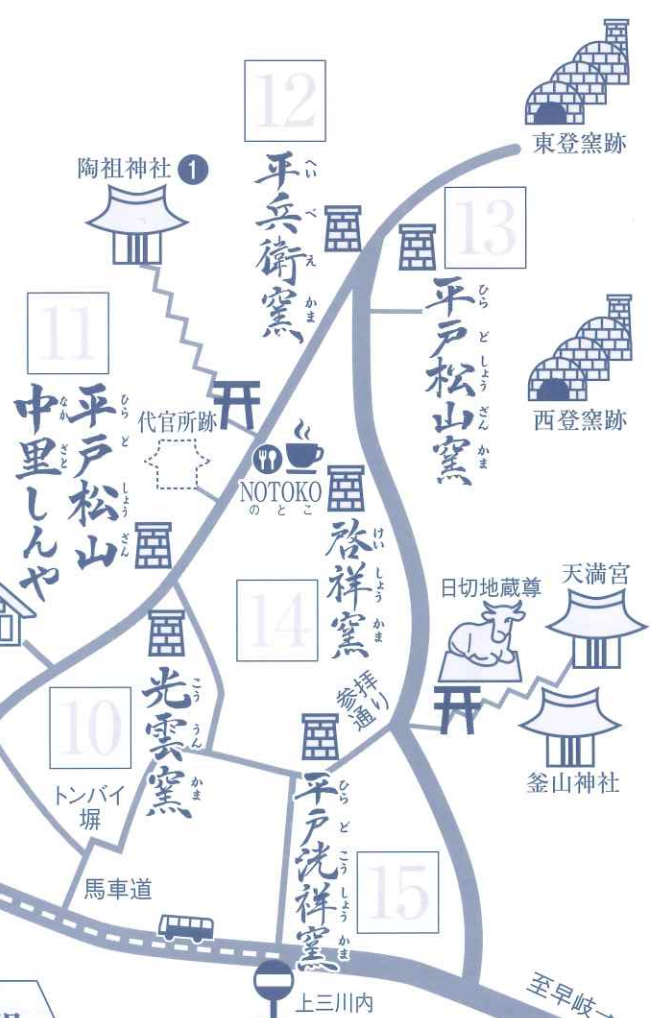 東登窯跡
12
平兵衛窯
へいべえかま
陶祖神社 1
13
平戸松山窯
ひらどしょうざんかま
西登窯跡
11
平戸松山
ひらどしょうざん
中里しんや
なかざと
代官所跡
NOTOKO
のとこ
啓祥窯
けいしょうかま
14
日切地蔵尊
天満宮
釜山神社
参拝
通り
10
光雲窯
こううんかま
トンバイ
塀
平戸洸祥窯
ひらどこうしょうかま
15
馬車道
上三川内
至早岐→